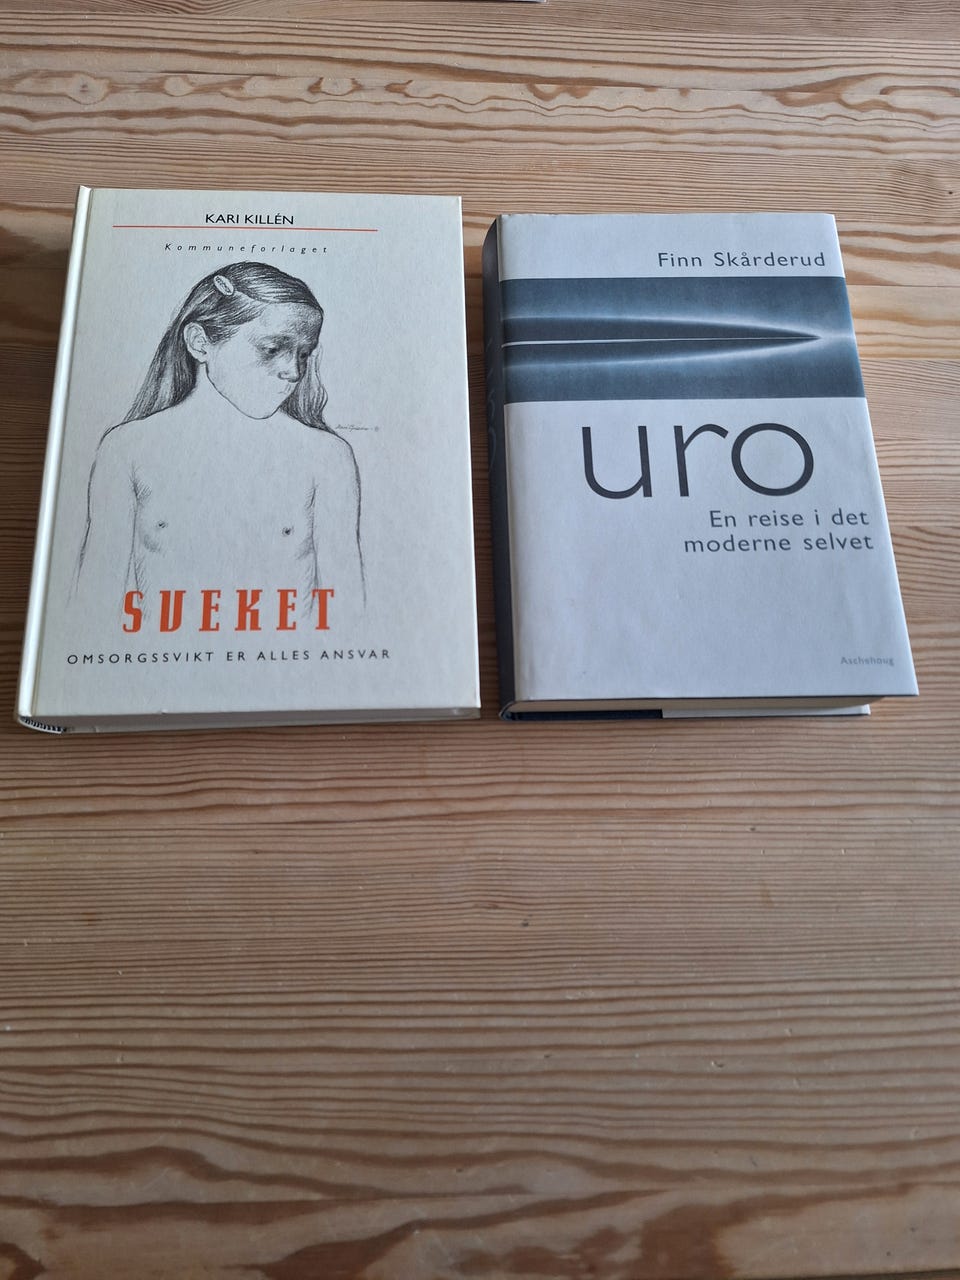 KARI KILLÉN
Kommuneforlaget
SVEKET
OMSORGSSVIKT ER ALLES ANSVAR
Finn Skårderud
uro
En reise i det
moderne selvet
Aschehoug